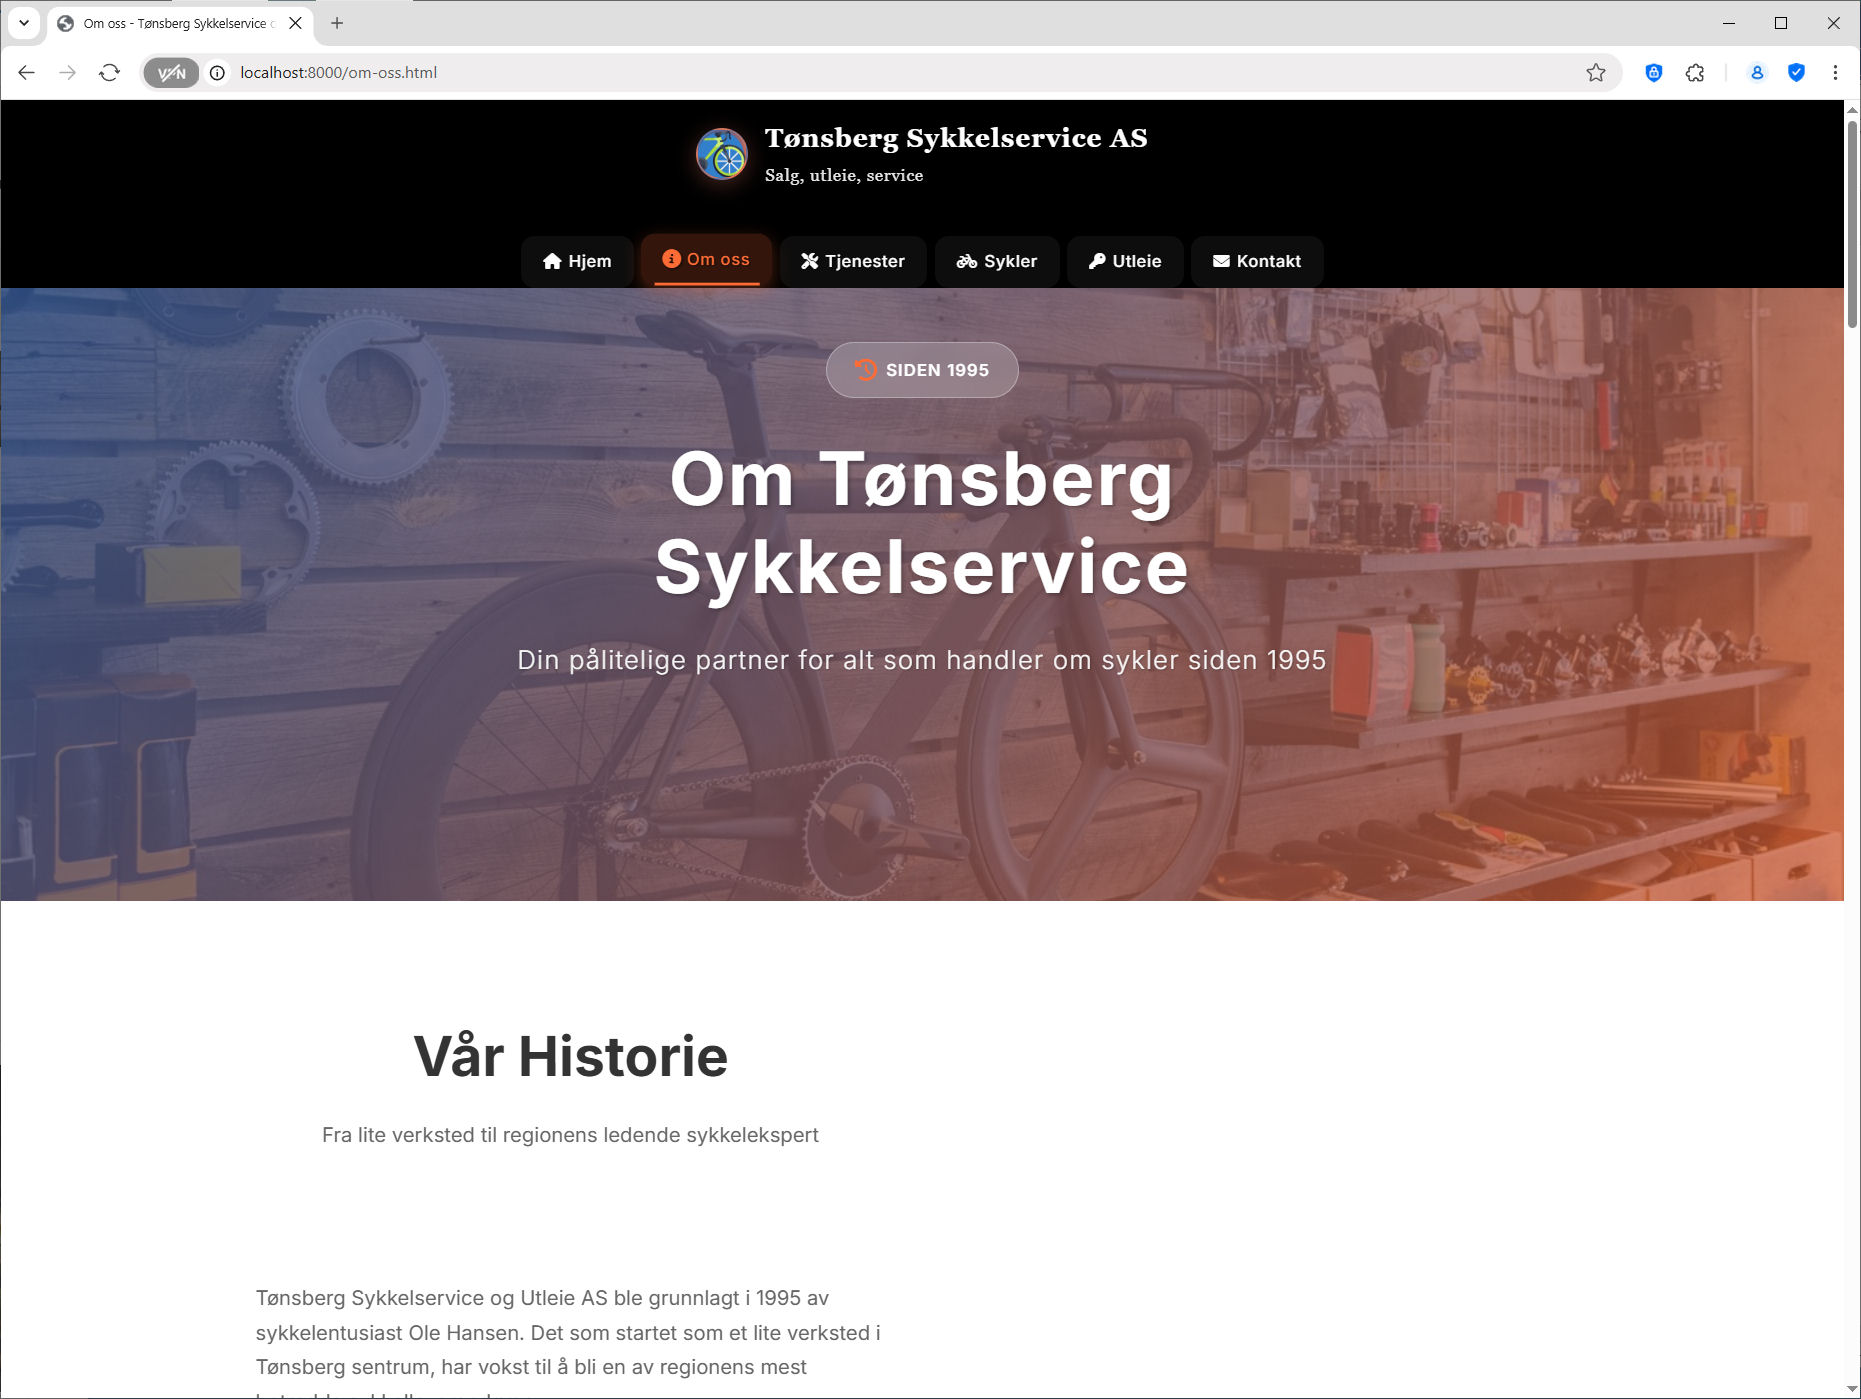 Om oss - Tønsberg Sykkelservice
VPN
localhost:8000/om-oss.html
Tønsberg Sykkelservice AS
Salg, utleie, service
Hjem
Om oss
Tjenester
Sykler
Utleie
Kontakt
SIDEN 1995
Om Tønsberg
Sykkelservice
Din pålitelige partner for alt som handler om sykler siden 1995
Vår Historie
Fra lite verksted til regionens ledende sykkelekspert
Tønsberg Sykkelservice og Utleie AS ble grunnlagt i 1995 av
sykkelentusiast Ole Hansen. Det som startet som et lite verksted i
Tønsberg sentrum, har vokst til å bli en av regionens mest